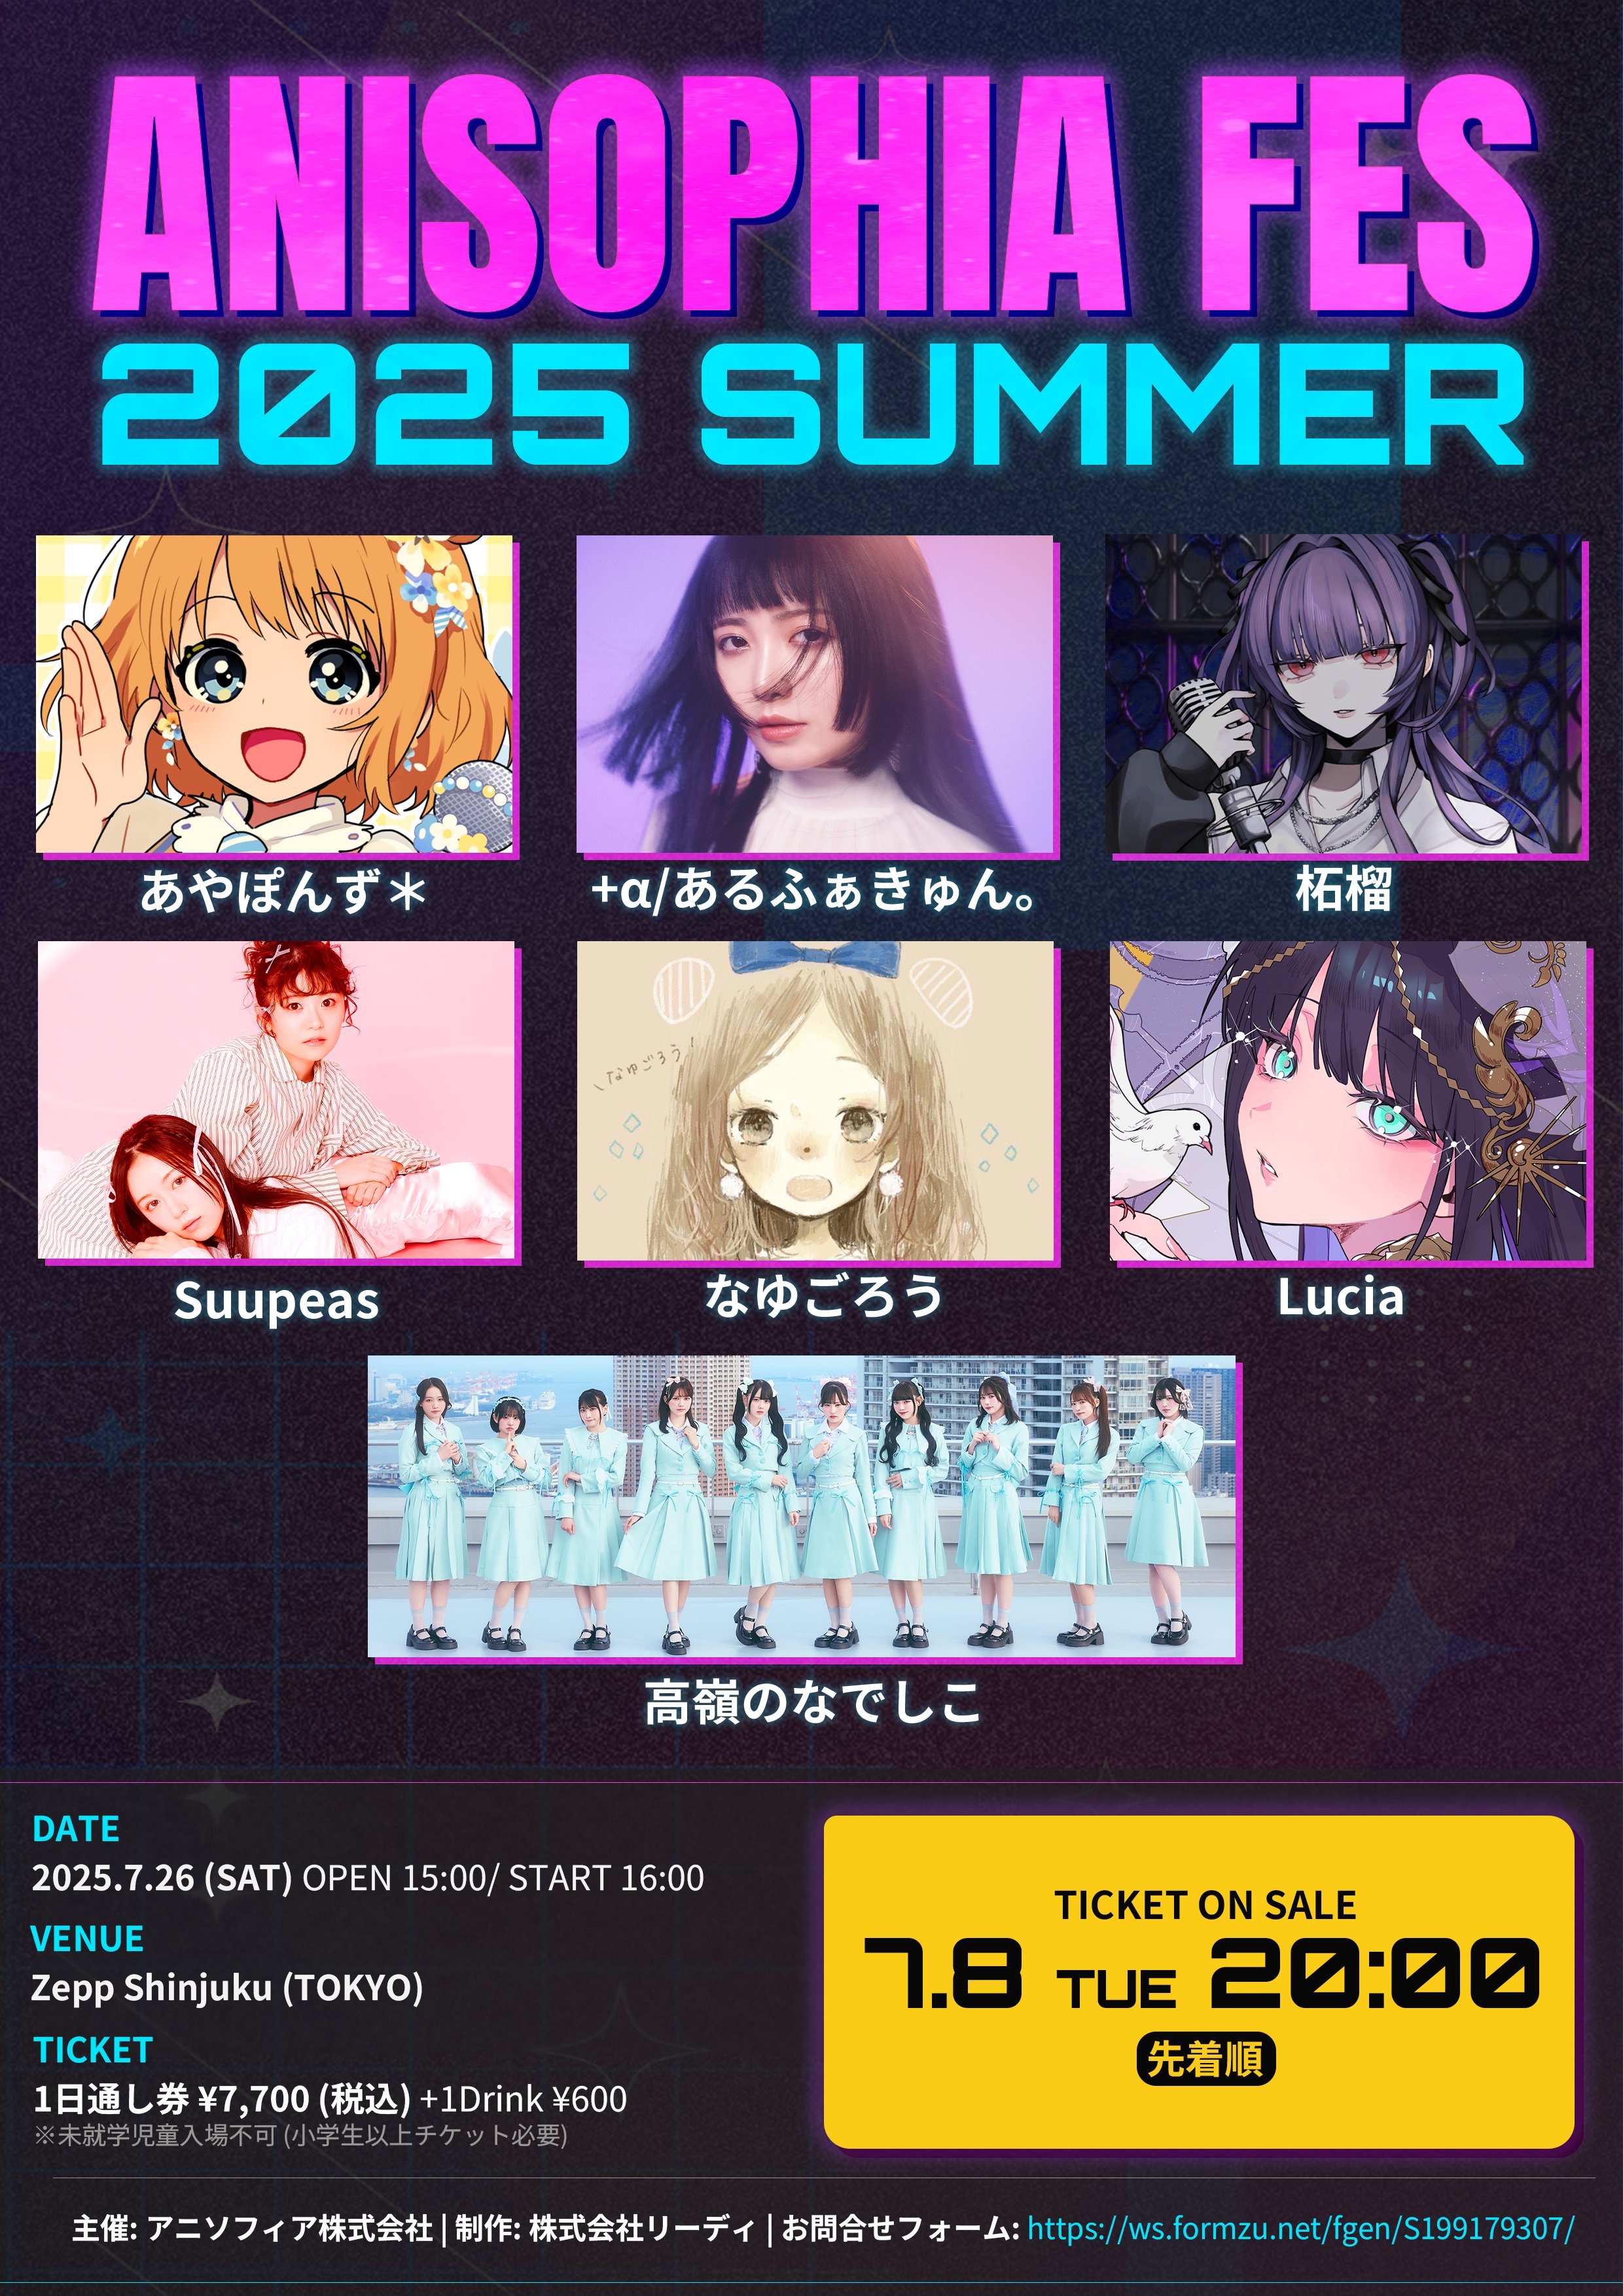 ANISOPHIA FES
2025 SUMMER
あやぽんず＊
+α/あるふぁきゅん。
柘榴
\なゆごろう/
Suupeas
なゆごろう
Lucia
高嶺のなでしこ
DATE
2025.7.26 (SAT) OPEN 15:00/ START 16:00
VENUE
Zepp Shinjuku (TOKYO)
TICKET
1日通し券 ¥7,700 (税込) +1Drink ¥600
※未就学児童入場不可 (小学生以上チケット必要)
TICKET ON SALE
7.8 TUE 20:00
先着順
主催: アニソフィア株式会社 | 制作: 株式会社リーディ | お問合せフォーム: https://ws.formzu.net/fgen/S199179307/